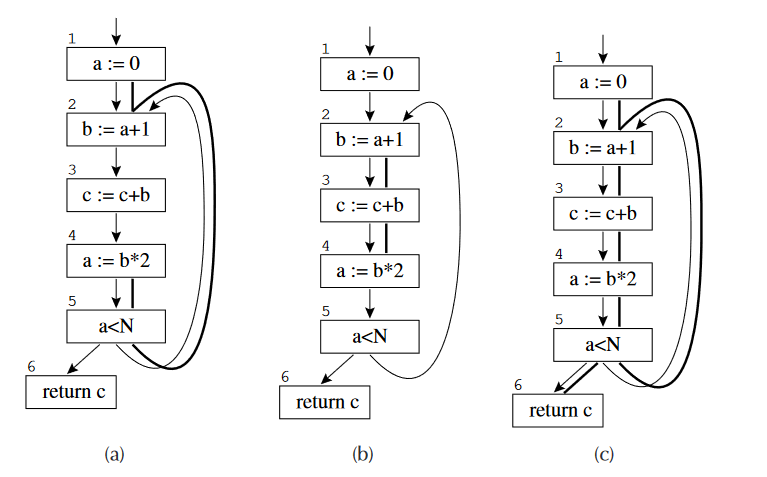 1
a := 0
2
b := a+1
3
c := c+b
4
a := b*2
5
a<N
6
return c
(a)
1
a := 0
2
b := a+1
3
c := c+b
4
a := b*2
5
a<N
6
return c
(b)
1
a := 0
2
b := a+1
3
c := c+b
4
a := b*2
5
a<N
6
return c
(c)